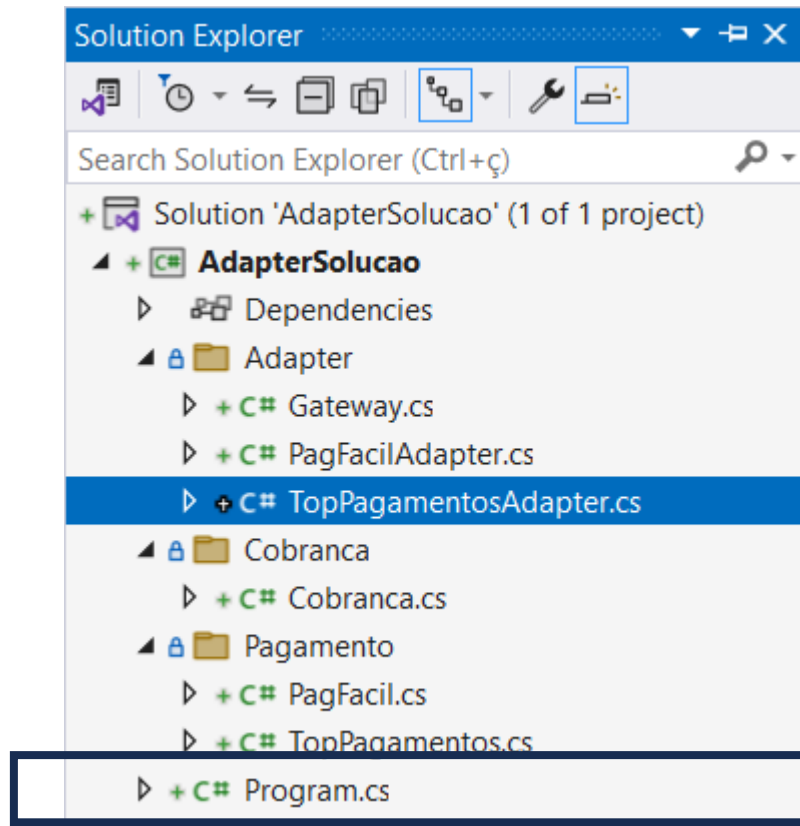 Solution Explorer
Search Solution Explorer (Ctrl+ç)
Solution 'AdapterSolucao' (1 of 1 project)
C# AdapterSolucao
Dependencies
Adapter
C# Gateway.cs
C# PagFacilAdapter.cs
C# TopPagamentosAdapter.cs
Cobranca
C# Cobranca.cs
Pagamento
C# PagFacil.cs
C# TopPagamentos.cs
C# Program.cs